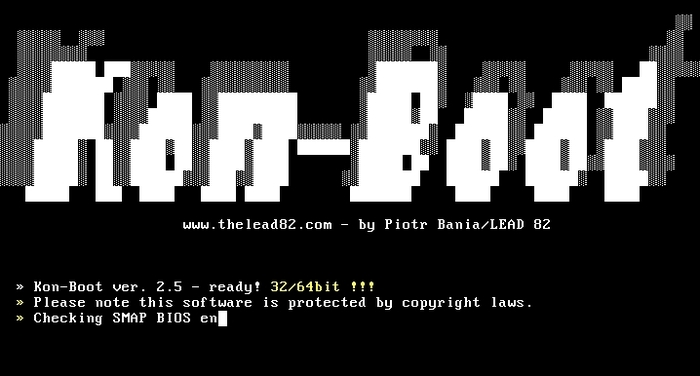 Kon-Boot
www.thelead82.com - by Piotr Bania/LEAD 82
» Kon-Boot ver. 2.5 - ready! 32/64bit !!!
» Please note this software is protected by copyright laws.
» Checking SMAP BIOS en